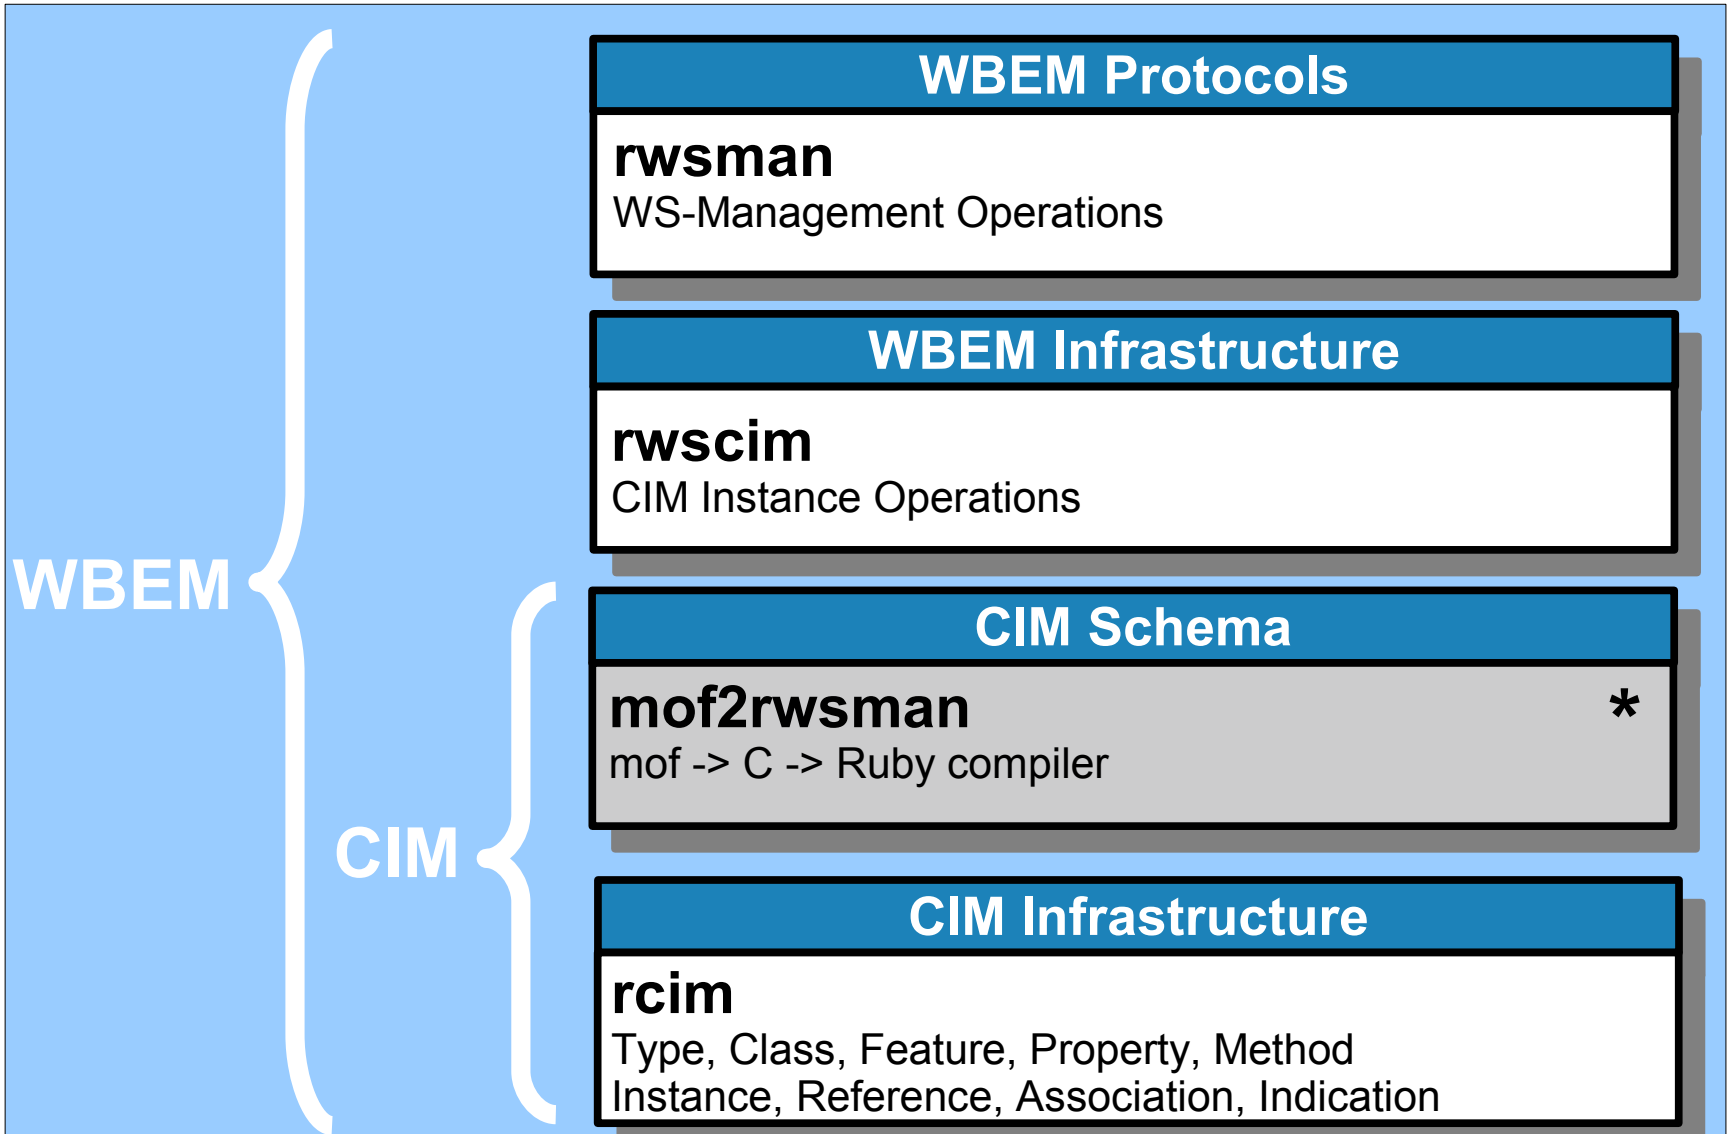 WBEM Protocols
rwsman
WS-Management Operations
WBEM Infrastructure
rwscim
CIM Instance Operations
WBEM
CIM Schema
mof2rwsman *
mof -> C -> Ruby compiler
CIM
CIM Infrastructure
rcim
Type, Class, Feature, Property, Method
Instance, Reference, Association, Indication